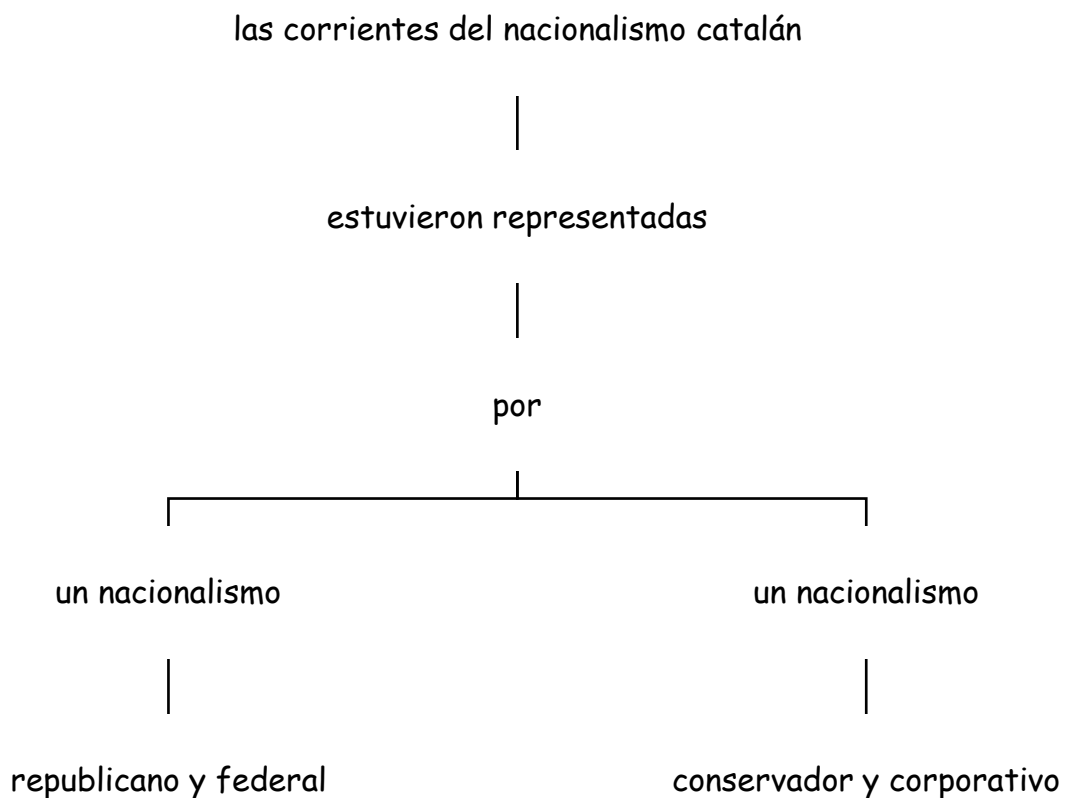 las corrientes del nacionalismo catalán
estuvieron representadas
por
un nacionalismo
un nacionalismo
republicano y federal
conservador y corporativo